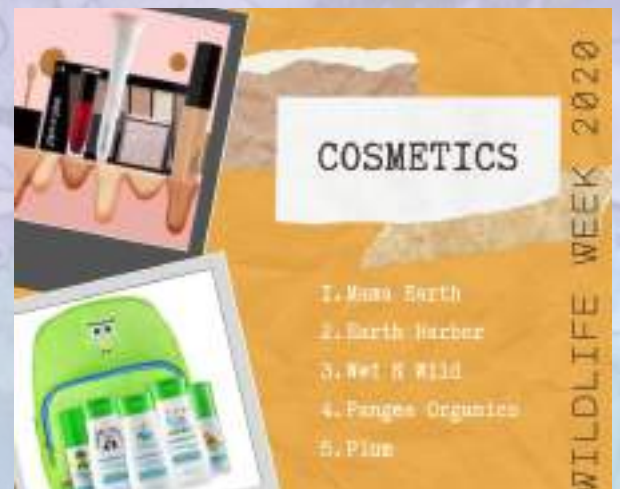 COSMETICS
1. Mama Earth
2. Earth Harbor
3. Wet N Wild
4. Pangea Organics
5. Plum
WILDLIFE WEEK 2020